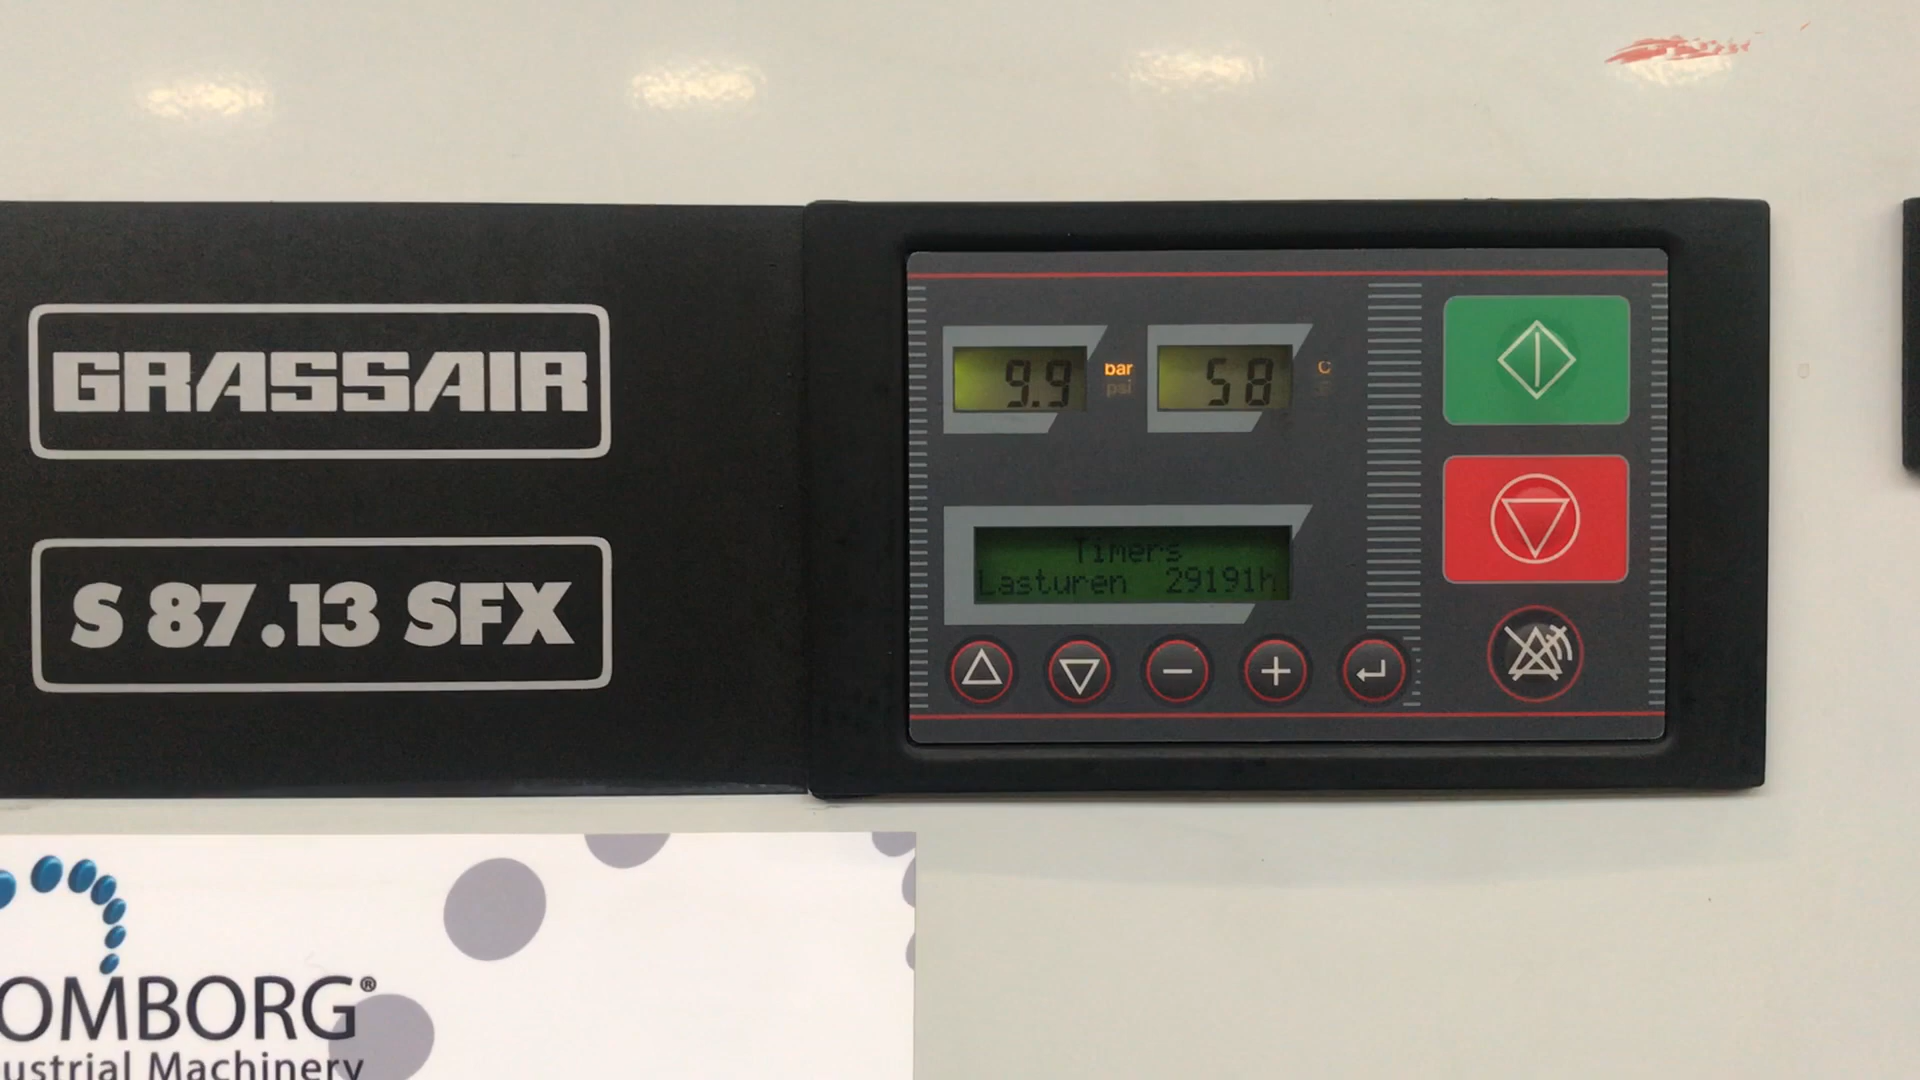 GRASSAIR
S 87.13 SFX
9.9
bar
psi
58
C
Timers
Lasturen 29191h
OMBORG®
ustrial Machinery